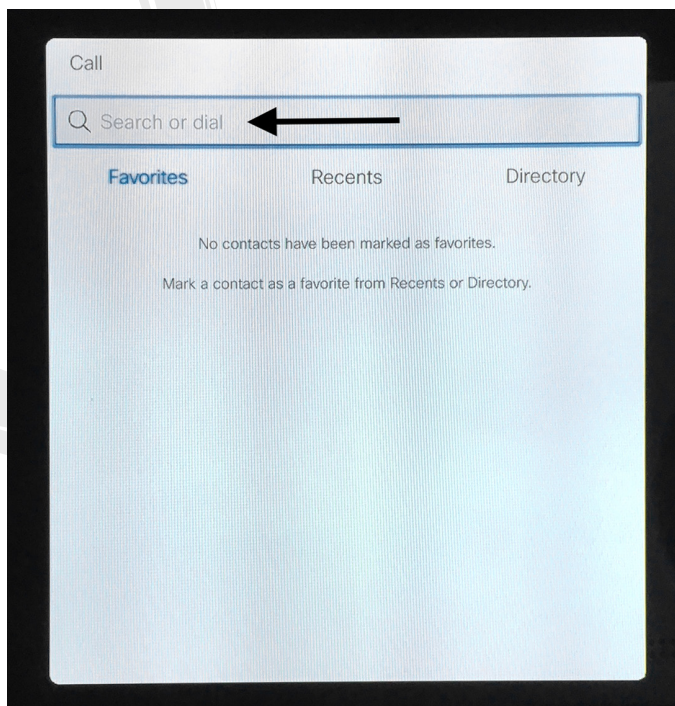 Call
Search or dial
Favorites Recents Directory
No contacts have been marked as favorites.
Mark a contact as a favorite from Recents or Directory.